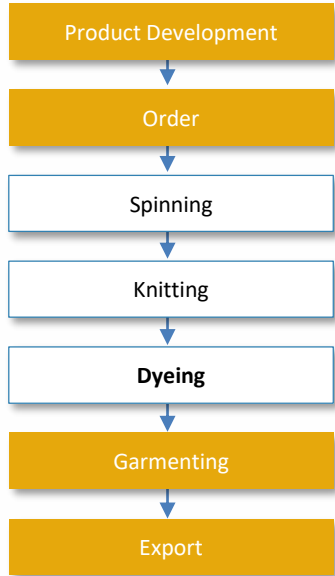 Product Development
Order
Spinning
Knitting
Dyeing
Garmenting
Export